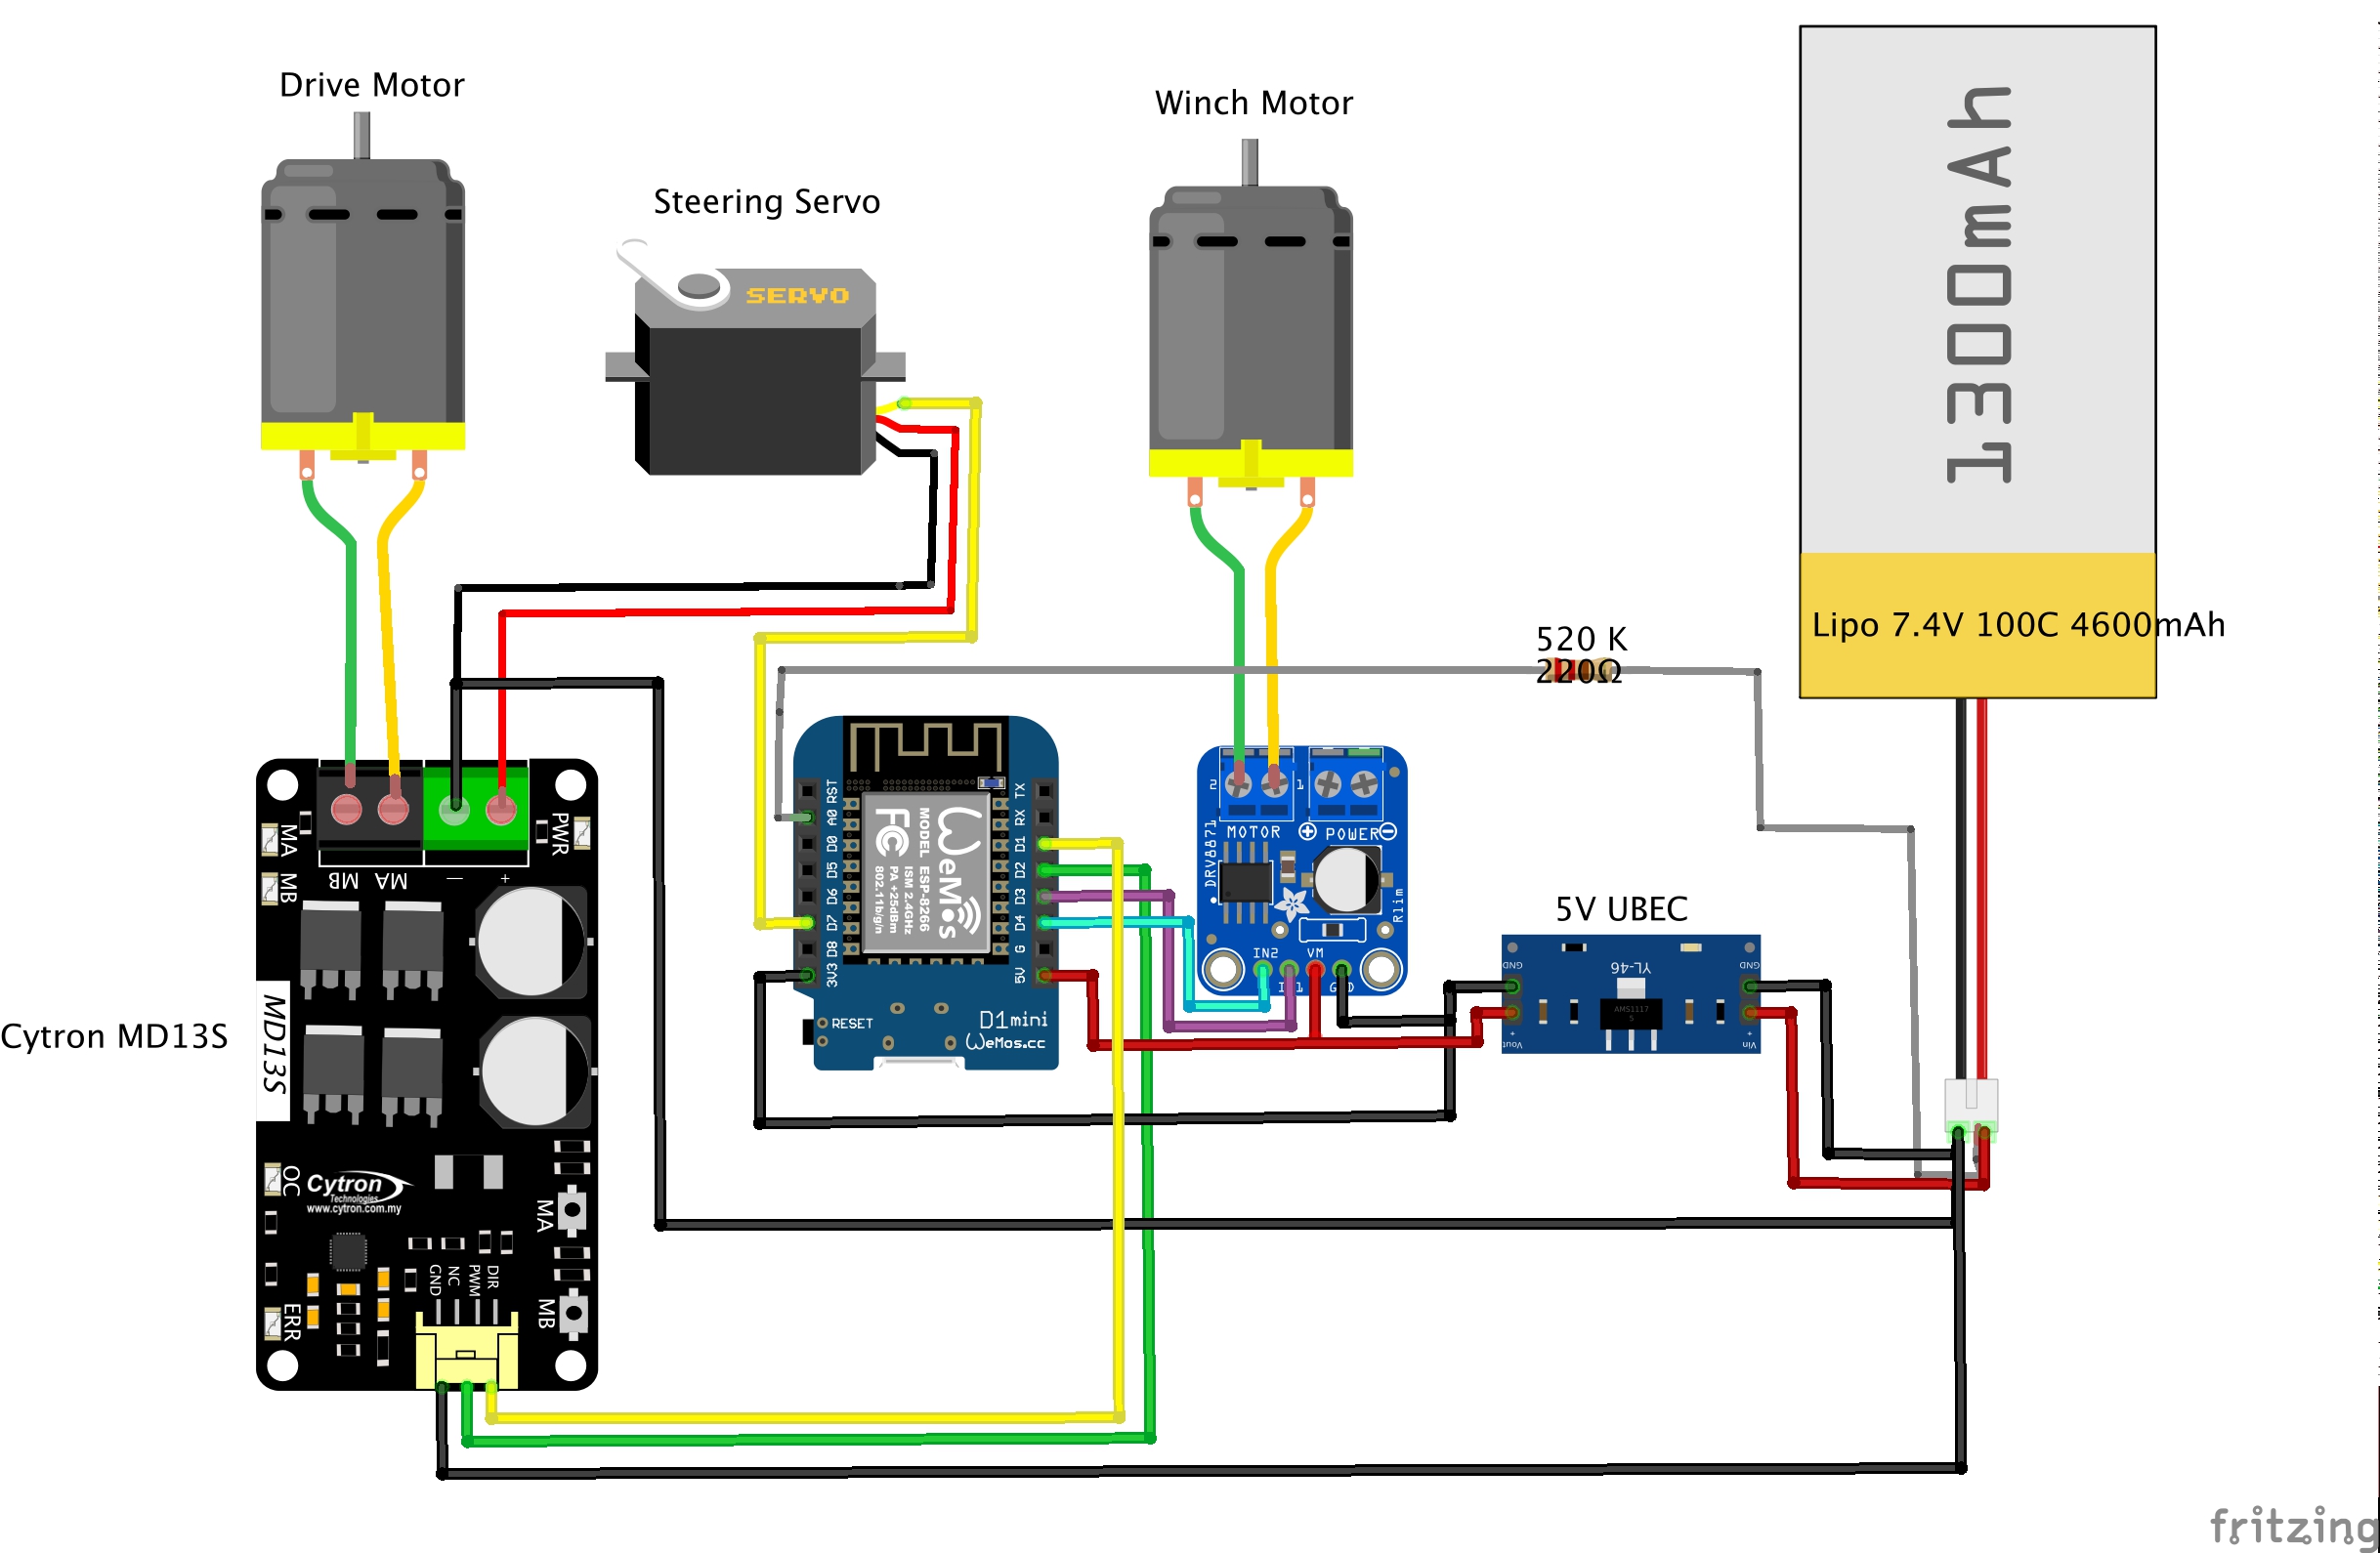 Drive Motor
Winch Motor
Steering Servo
SERVO
1300mAh
Lipo 7.4V 100C 4600mAh
520 K
220Ω
5V UBEC
Cytron MD13S
MA
MB
PWR
MB
MA
—
+
MD13S
OC
Cytron
Technologies
www.cytron.com.my
MA
MB
ERR
GND
NC
PWM
DIR
RST
A0
D0
D5
D6
D7
D8
3V3
TX
RX
D1
D2
D3
D4
G
5V
WeMos
MODEL ESP-8266
ISM 2.4GHz
PA +25dBm
802.11b/g/n
FC
RESET
D1mini
WeMos.cc
2
1
MOTOR
+ POWER −
DRV8871
Rlim
IN2
VM
GND
GND
YL-46
AMS1117
5
Vout
+
GND
Vin
+
fritzing